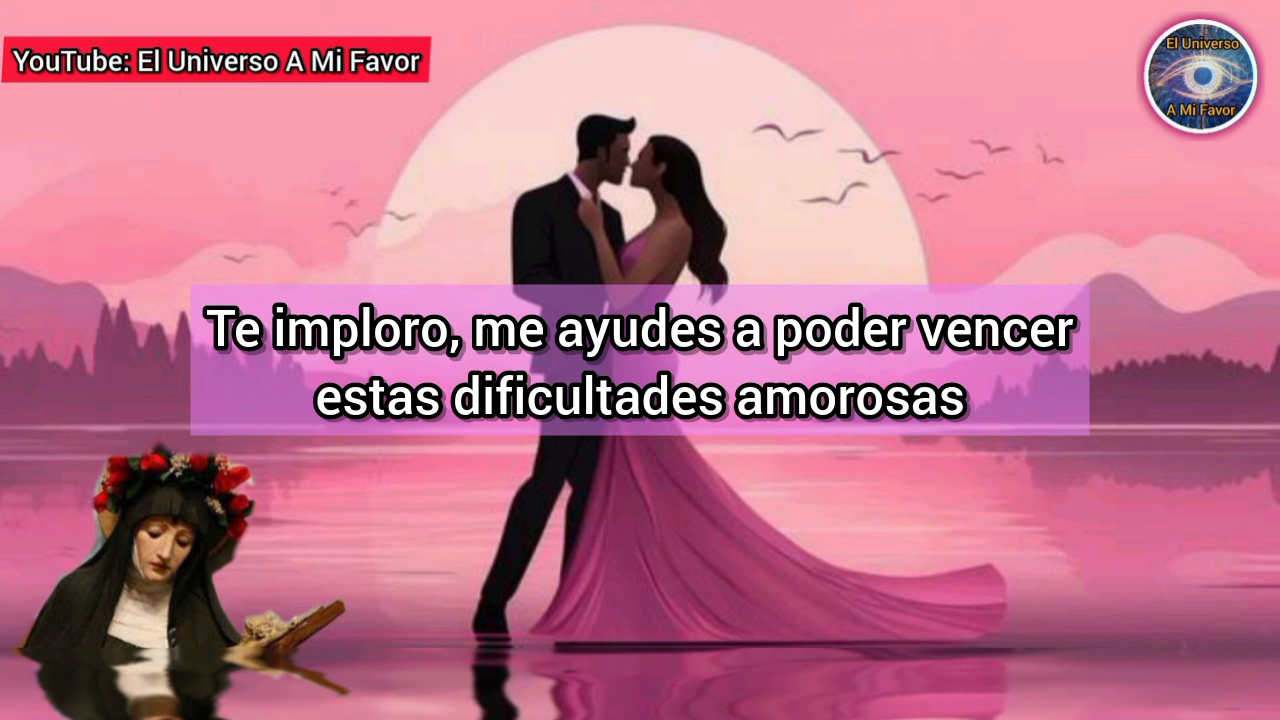 YouTube: El Universo A Mi Favor
El Universo
A Mi Favor
Te imploro, me ayudes a poder vencer
estas dificultades amorosas